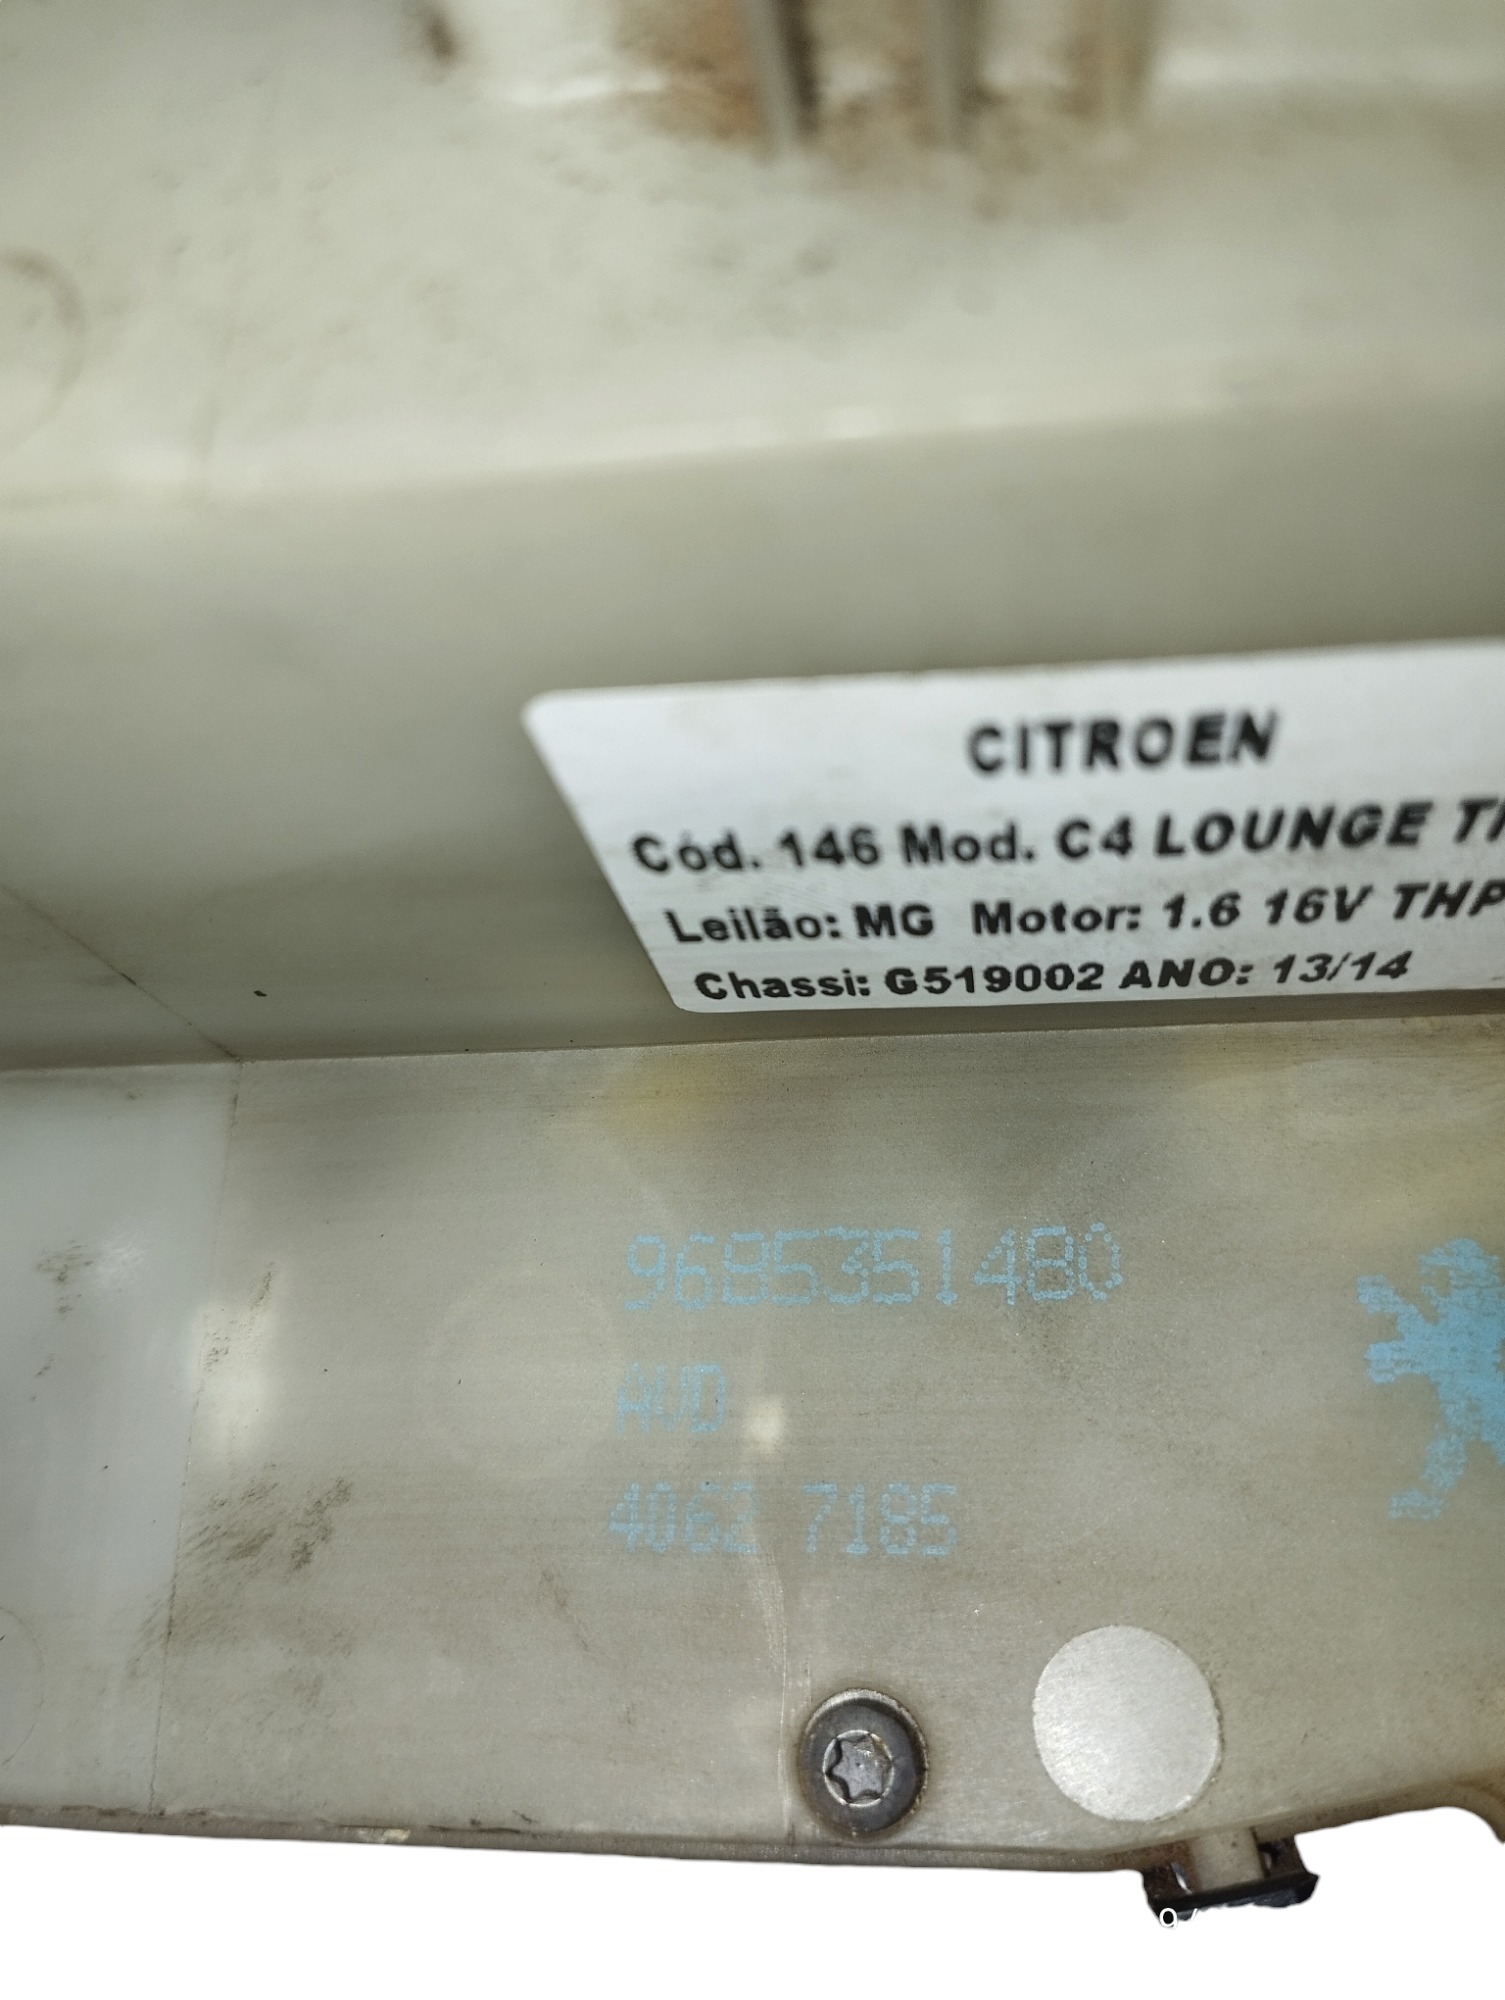 CITROEN
Cód. 146 Mod. C4 LOUNGE
Leilão: MG Motor: 1.6 16V THP
Chassi: G519002 ANO: 13/14
9685351480
AVD
4062 7185